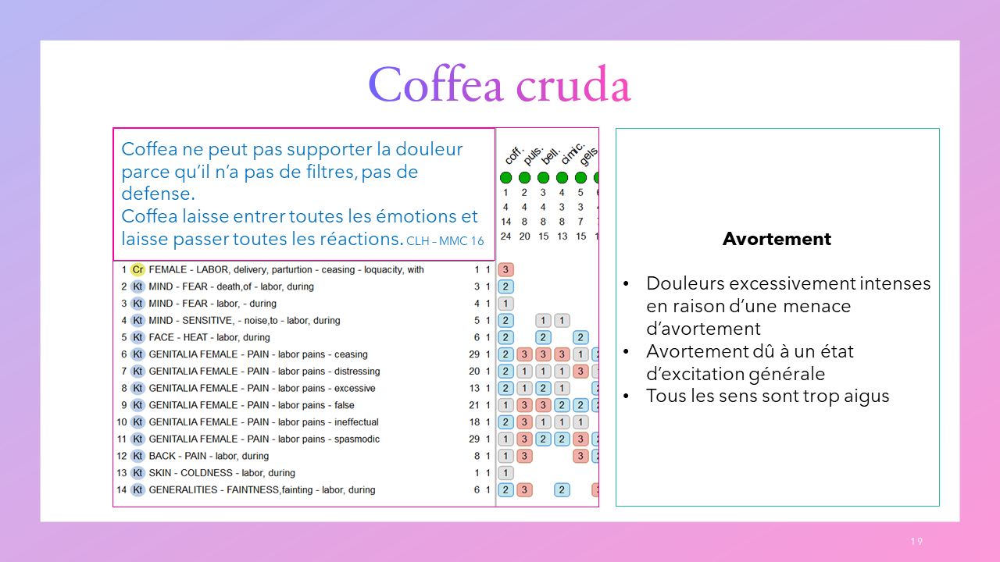 Coffea cruda
Coffea ne peut pas supporter la douleur
parce qu'il n'a pas de filtres, pas de
defense.
Coffea laisse entrer toutes les émotions et
laisse passer toutes les réactions. CLH – MMC 16
coff. puls. bell. cimic. gels
1 2 3 4 5
4 4 4 3 3
14 8 8 8 7
24 20 15 13 15
1 Cr FEMALE - LABOR, delivery, parturtion - ceasing - loquacity, with 1 1 3
2 Kt MIND - FEAR - death,of - labor, during 3 1 2
3 Kt MIND - FEAR - labor, - during 4 1 1
4 Kt MIND - SENSITIVE, - noise,to - labor, during 5 1 2 1 1
5 Kt FACE - HEAT - labor, during 6 1 2 2 2
6 Kt GENITALIA FEMALE - PAIN - labor pains - ceasing 29 1 2 3 3 3 1
7 Kt GENITALIA FEMALE - PAIN - labor pains - distressing 20 1 2 1 1 1 3
8 Kt GENITALIA FEMALE - PAIN - labor pains - excessive 13 1 2 1 2 1
9 Kt GENITALIA FEMALE - PAIN - labor pains - false 21 1 1 3 3 2 2
10 Kt GENITALIA FEMALE - PAIN - labor pains - ineffectual 18 1 2 3 1 1 1
11 Kt GENITALIA FEMALE - PAIN - labor pains - spasmodic 29 1 1 3 2 2 3
12 Kt BACK - PAIN - labor, during 8 1 1 3 3
13 Kt SKIN - COLDNESS - labor, during 1 1 1
14 Kt GENERALITIES - FAINTNESS,fainting - labor, during 6 1 2 3 2
Avortement
• Douleurs excessivement intenses
en raison d'une menace
d'avortement
• Avortement dû à un état
d'excitation générale
• Tous les sens sont trop aigus
19